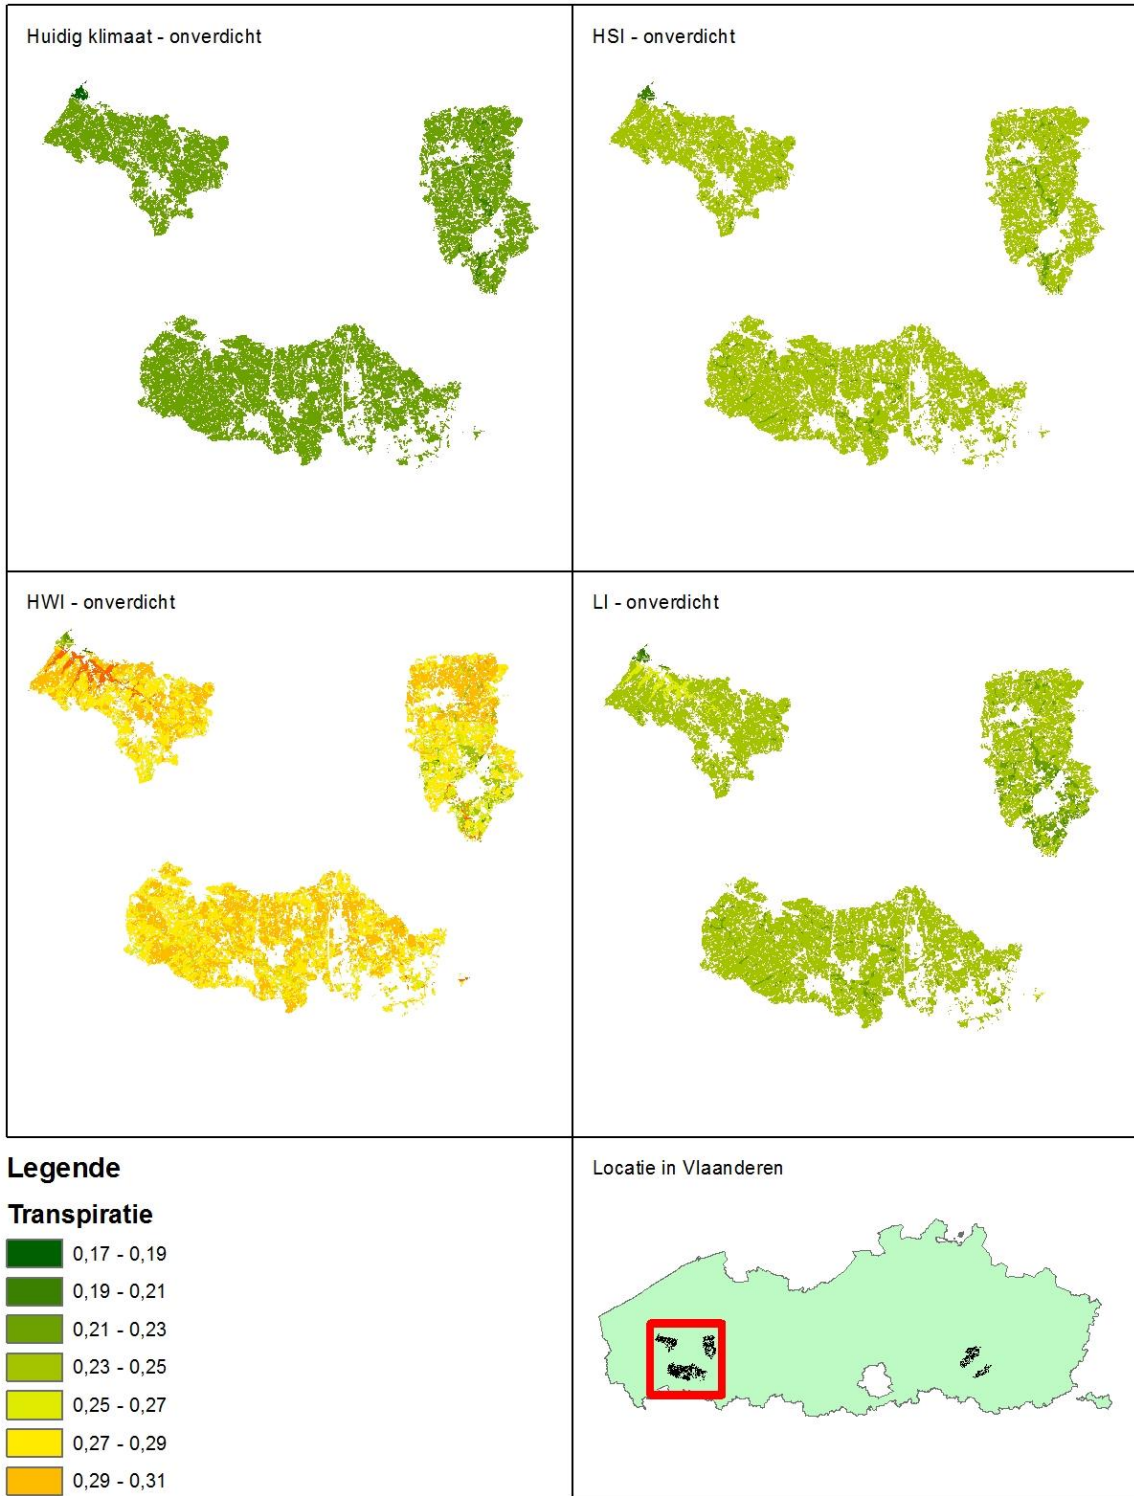 Huidig klimaat - onverdicht
HSI - onverdicht
HWI - onverdicht
LI - onverdicht
Legende
Transpiratie
0,17 - 0,19
0,19 - 0,21
0,21 - 0,23
0,23 - 0,25
0,25 - 0,27
0,27 - 0,29
0,29 - 0,31
Locatie in Vlaanderen